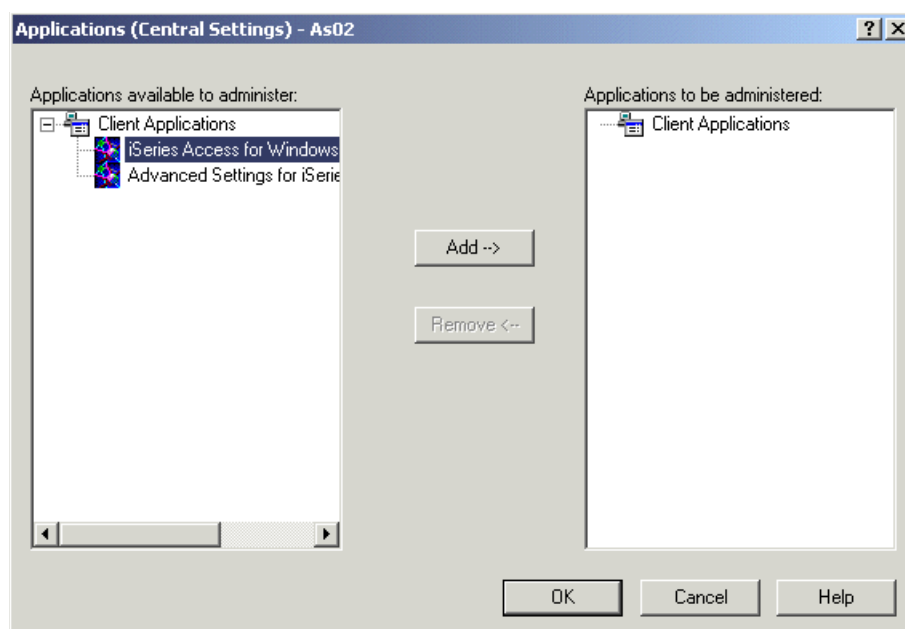 Applications (Central Settings) - As02
Applications available to administer:
Client Applications
iSeries Access for Windows
Advanced Settings for iSerie
Add -->
Remove <--
Applications to be administered:
Client Applications
OK
Cancel
Help